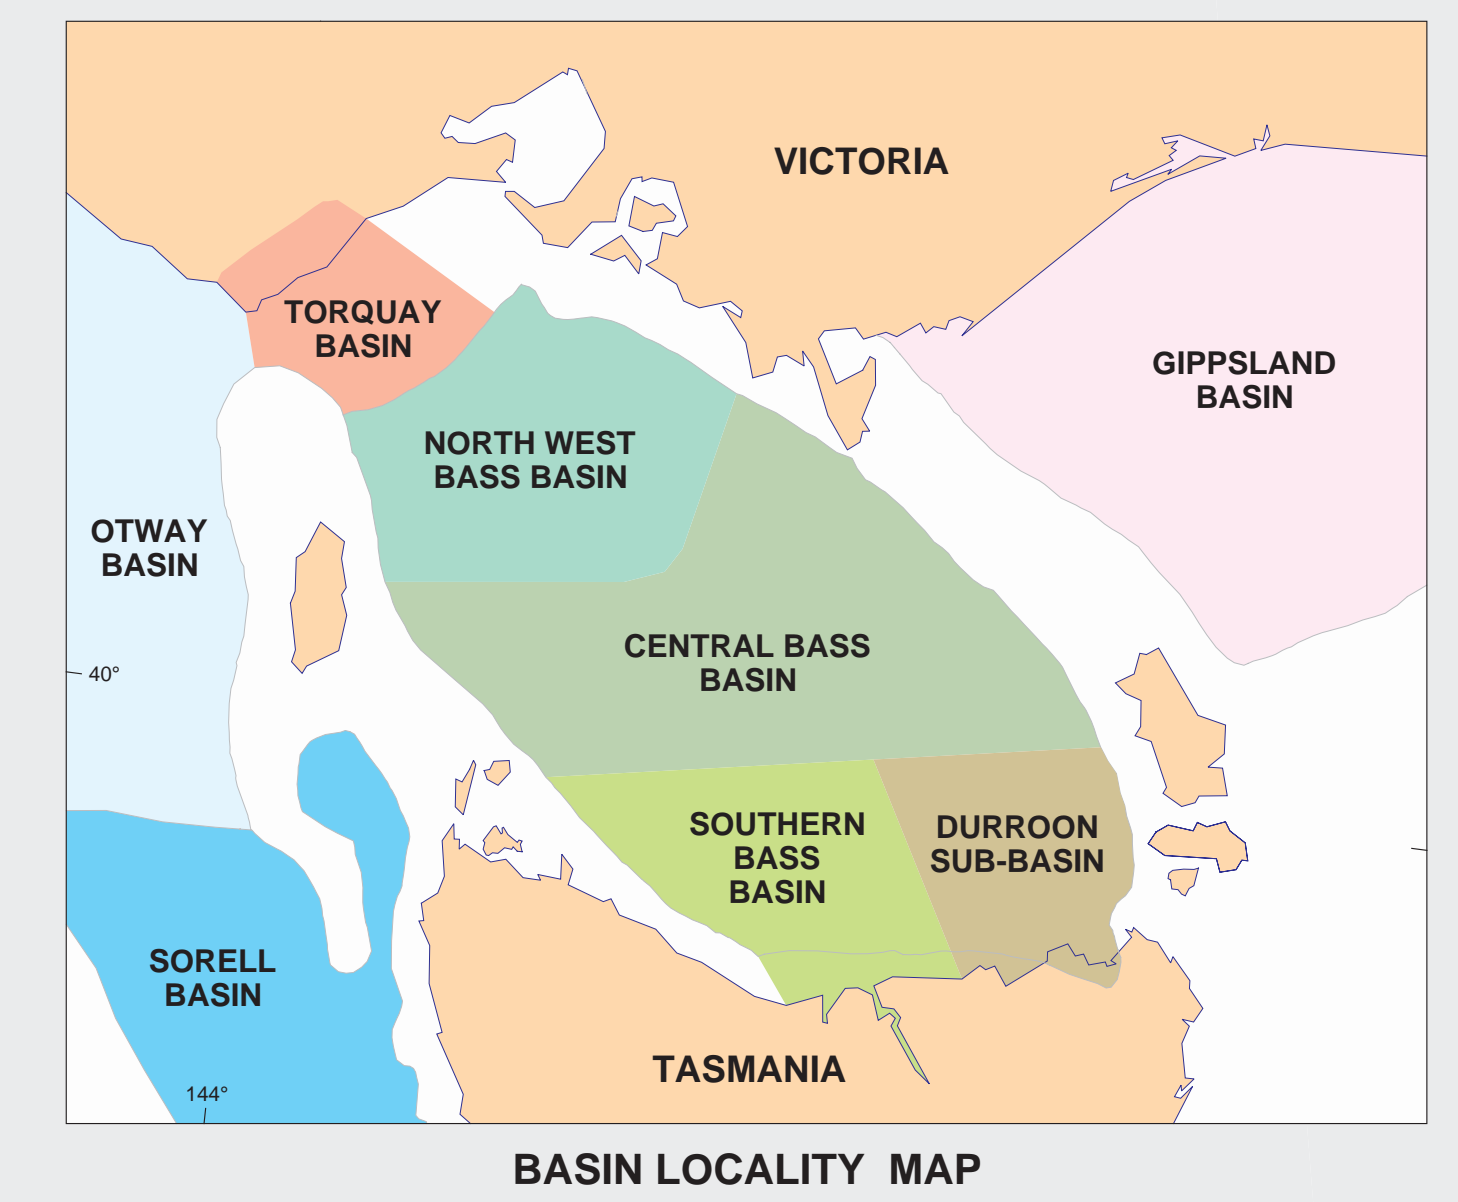 VICTORIA
TORQUAY
BASIN
GIPPSLAND
BASIN
NORTH WEST
BASS BASIN
OTWAY
BASIN
CENTRAL BASS
BASIN
40°
SOUTHERN
BASS
BASIN
DURROON
SUB-BASIN
SORELL
BASIN
TASMANIA
144°
BASIN LOCALITY MAP